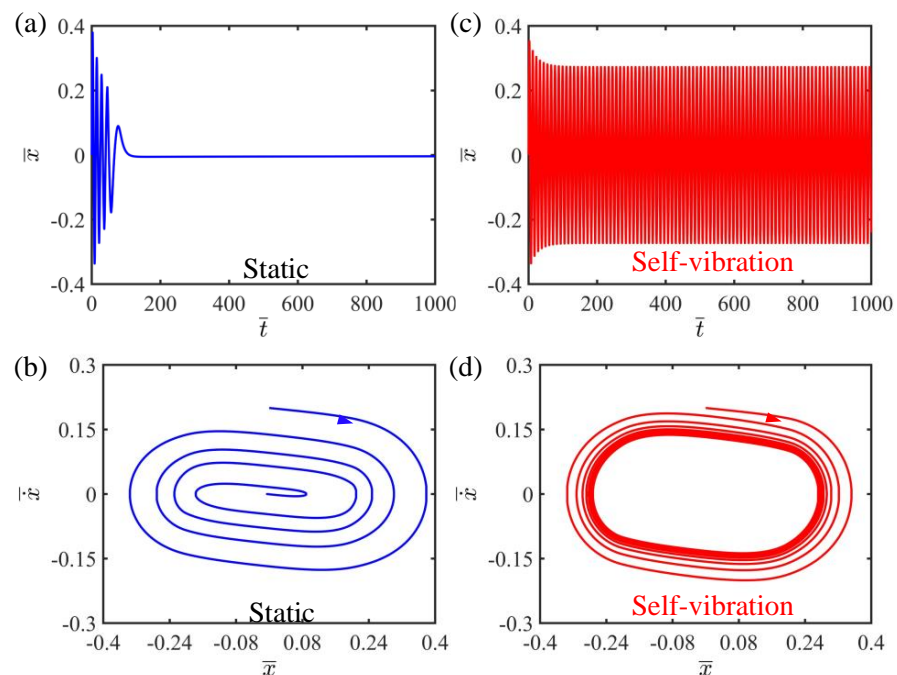 (a)
0.4
0.2
0
-0.2
-0.4
x̅
Static
0 200 400 600 800 1000
t̅
(c)
0.4
0.2
0
-0.2
-0.4
x̅
Self-vibration
0 200 400 600 800 1000
t̅
(b)
0.3
0.15
0
-0.15
-0.3
ẋ̅
Static
-0.4 -0.24 -0.08 0.08 0.24 0.4
x̅
(d)
0.3
0.15
0
-0.15
-0.3
ẋ̅
Self-vibration
-0.4 -0.24 -0.08 0.08 0.24 0.4
x̅